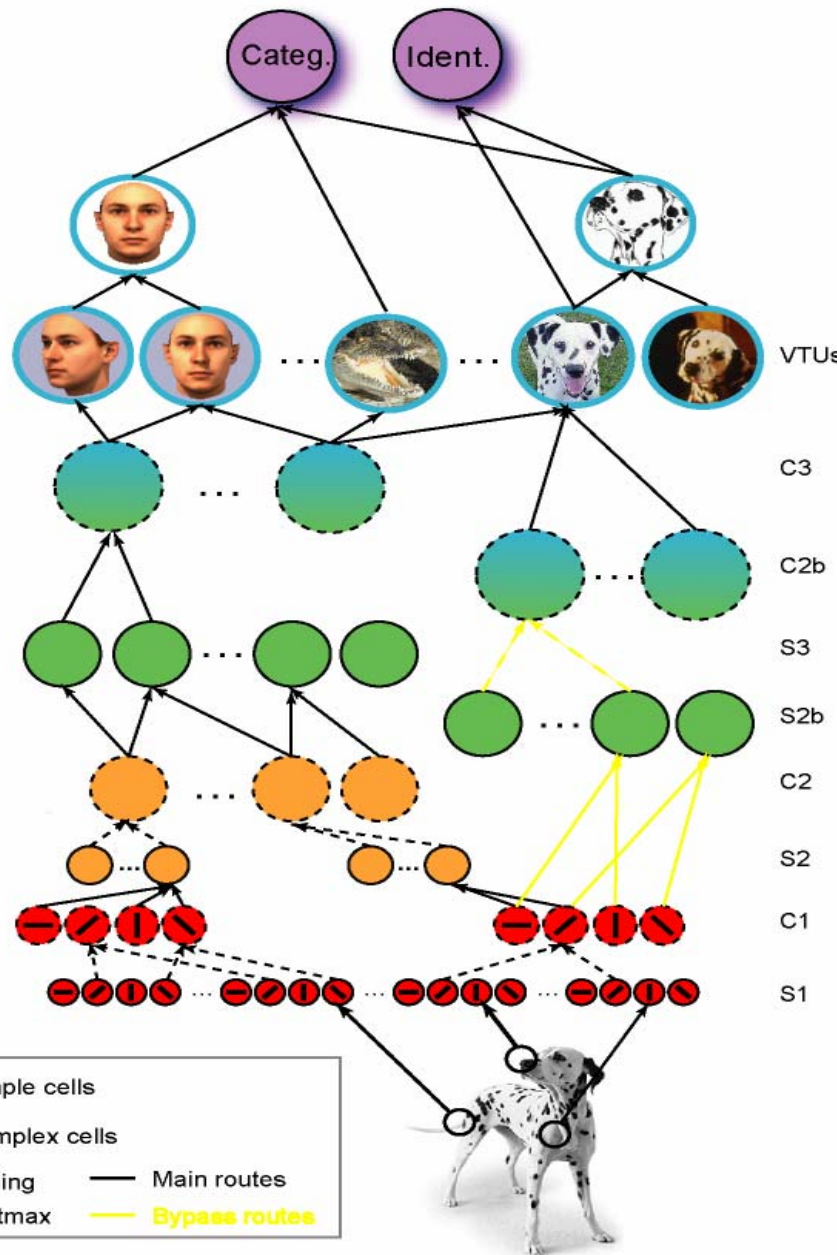 Categ.
Ident.
VTUs
C3
C2b
S3
S2b
C2
S2
C1
S1
Main routes
Bypass routes